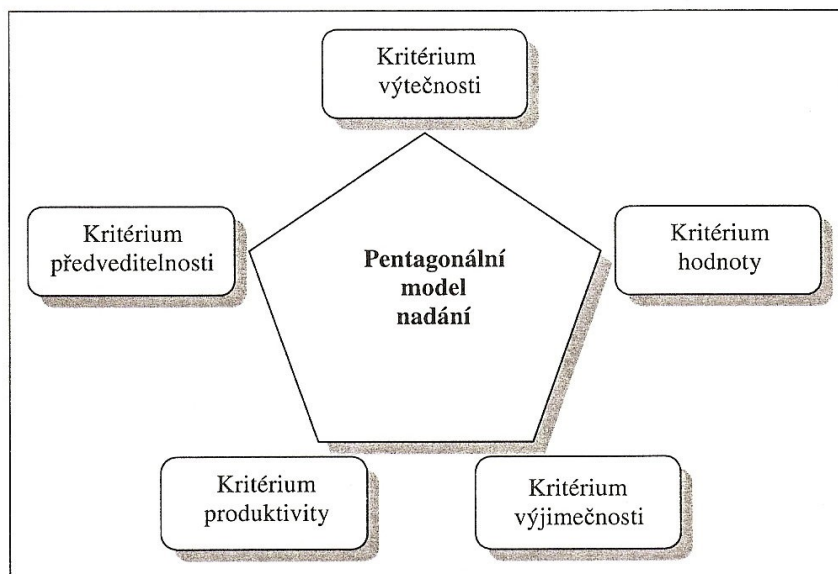 Kritérium
výtečnosti
Kritérium
předveditelnosti
Kritérium
hodnoty
Pentagonální
model
nadání
Kritérium
produktivity
Kritérium
výjimečnosti